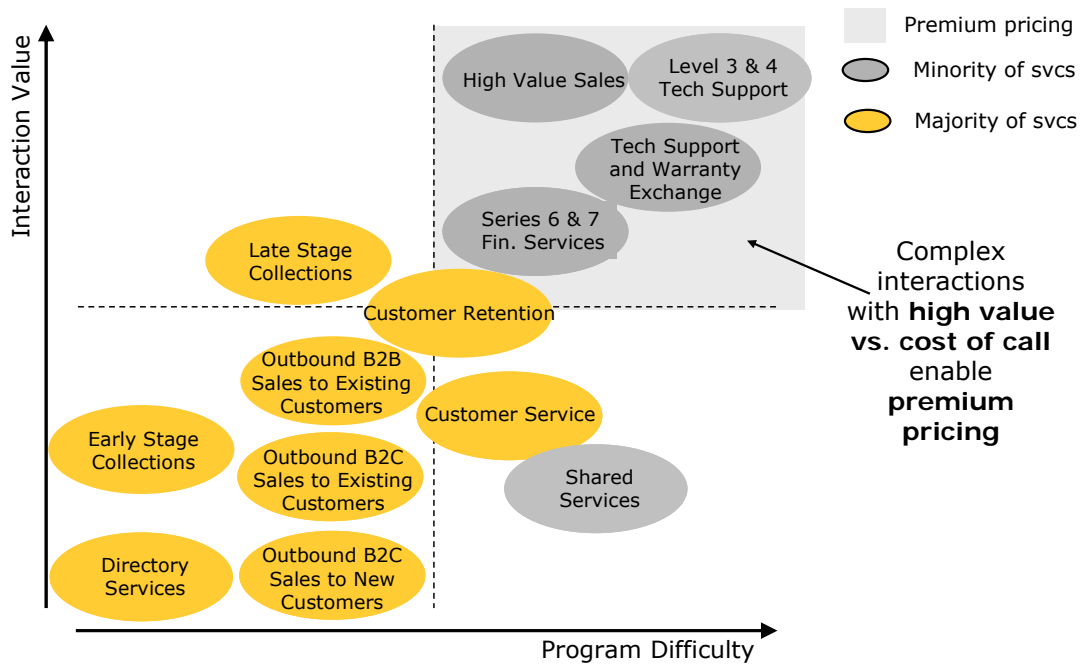 Premium pricing
Minority of svcs
Majority of svcs
Interaction Value
High Value Sales
Level 3 & 4
Tech Support
Tech Support
and Warranty
Exchange
Series 6 & 7
Fin. Services
Late Stage
Collections
Customer Retention
Outbound B2B
Sales to Existing
Customers
Customer Service
Early Stage
Collections
Outbound B2C
Sales to Existing
Customers
Shared
Services
Directory
Services
Outbound B2C
Sales to New
Customers
Complex
interactions
with high value
vs. cost of call
enable
premium
pricing
Program Difficulty